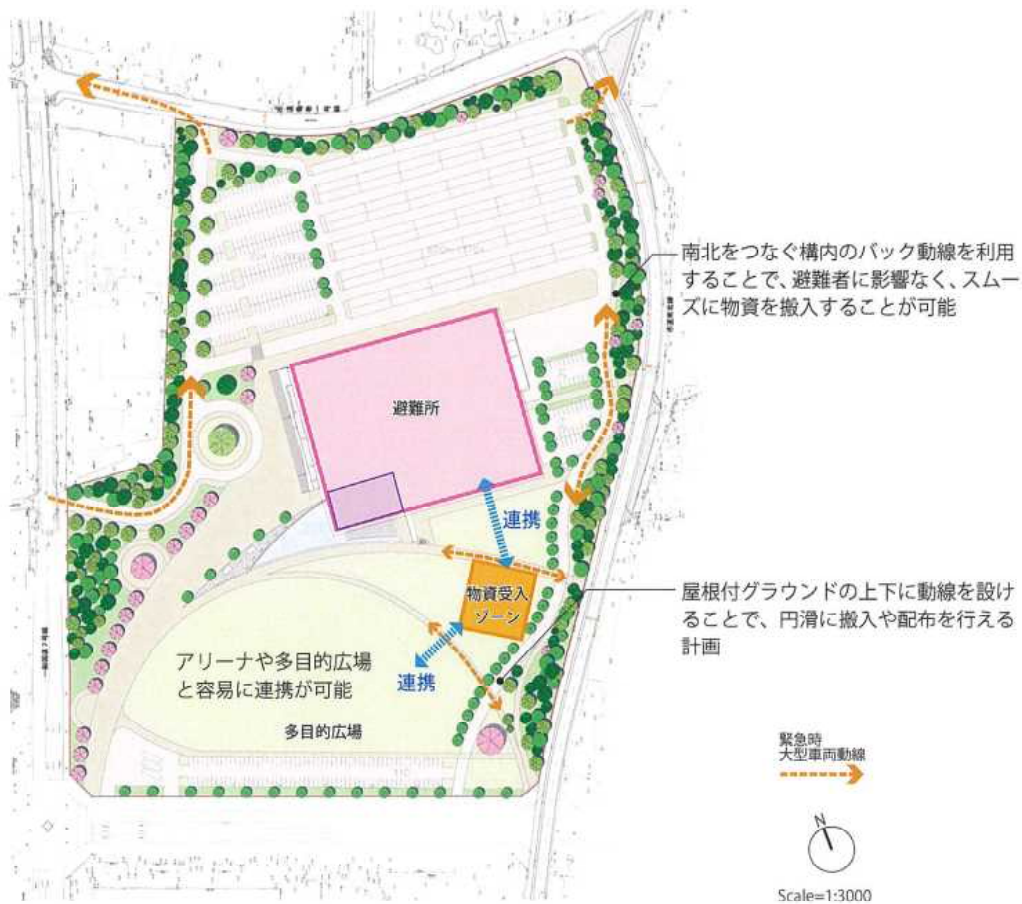 南北をつなぐ構内のバック動線を利用
することで、避難者に影響なく、スムー
ズに物資を搬入することが可能
避難所
連携
物資受入
ゾーン
屋根付グラウンドの上下に動線を設け
ることで、円滑に搬入や配布を行える
計画
アリーナや多目的広場
と容易に連携が可能
連携
多目的広場
緊急時
大型車両動線
N
Scale=1:3000